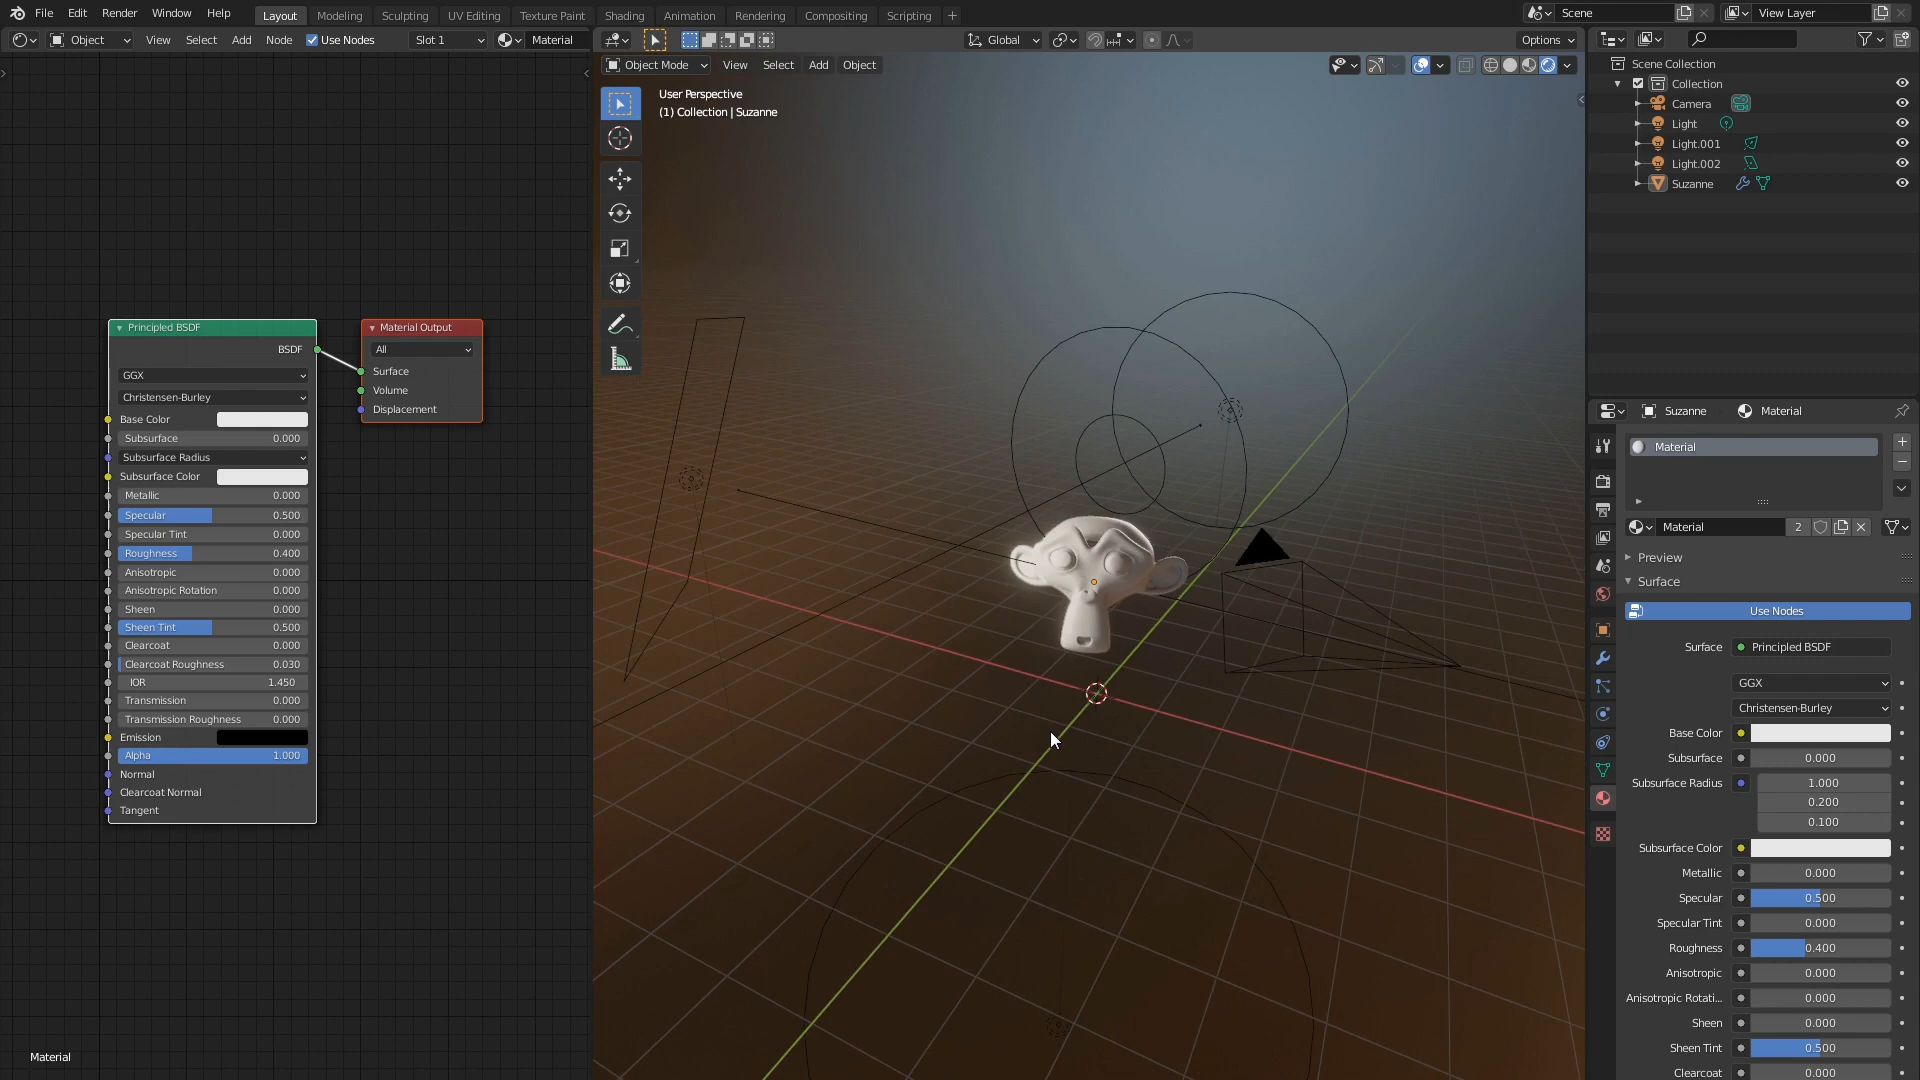 File Edit Render Window Help
Layout Modeling Sculpting UV Editing Texture Paint Shading Animation Rendering Compositing Scripting +
Scene
View Layer
Object View Select Add Node Use Nodes Slot 1 Material
Global
Options
Object Mode View Select Add Object
User Perspective
(1) Collection | Suzanne
Principled BSDF
BSDF
GGX
Christensen-Burley
Base Color
Subsurface 0.000
Subsurface Radius
Subsurface Color
Metallic 0.000
Specular 0.500
Specular Tint 0.000
Roughness 0.400
Anisotropic 0.000
Anisotropic Rotation 0.000
Sheen 0.000
Sheen Tint 0.500
Clearcoat 0.000
Clearcoat Roughness 0.030
IOR 1.450
Transmission 0.000
Transmission Roughness 0.000
Emission
Alpha 1.000
Normal
Clearcoat Normal
Tangent
Material Output
All
Surface
Volume
Displacement
Material
Scene Collection
Collection
Camera
Light
Light.001
Light.002
Suzanne
Suzanne Material
Material
Material 2
Preview
Surface
Use Nodes
Surface Principled BSDF
GGX
Christensen-Burley
Base Color
Subsurface 0.000
Subsurface Radius 1.000
0.200
0.100
Subsurface Color
Metallic 0.000
Specular 0.500
Specular Tint 0.000
Roughness 0.400
Anisotropic 0.000
Anisotropic Rotati... 0.000
Sheen 0.000
Sheen Tint 0.500
Clearcoat 0.000